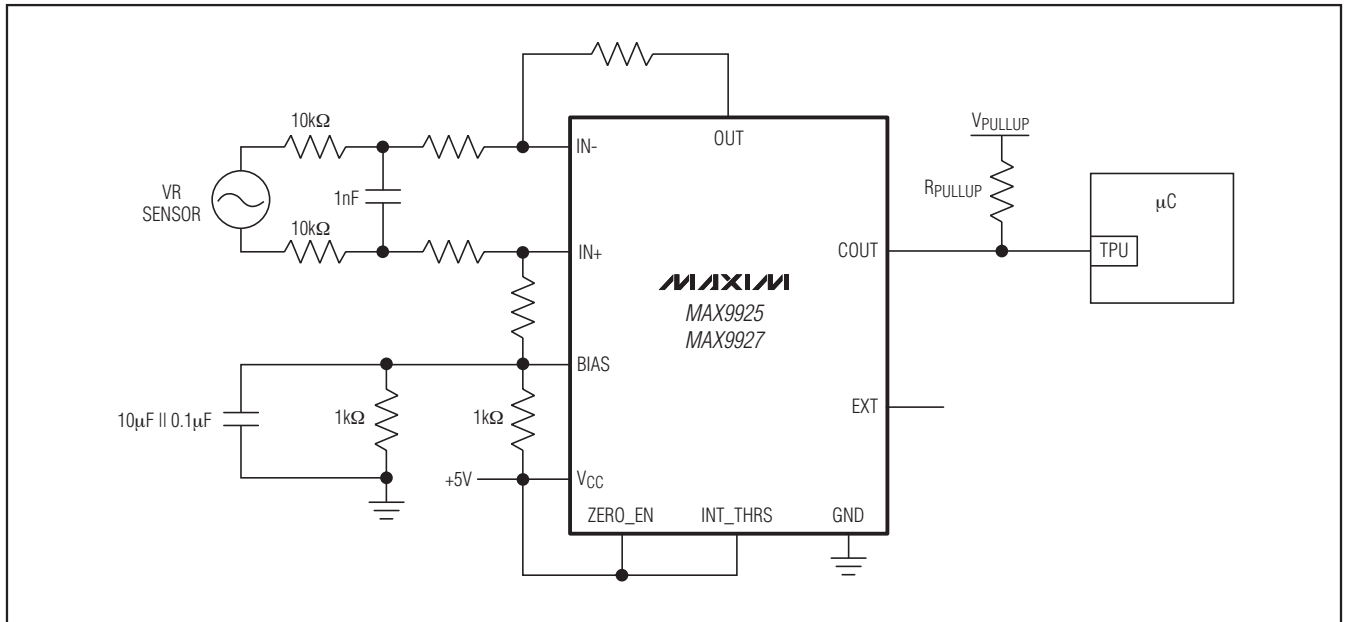 10kΩ
VR
SENSOR
1nF
10kΩ
IN-
OUT
IN+
MAXIM
MAX9925
MAX9927
BIAS
COUT
VPULLUP
RPULLUP
µC
TPU
EXT
10µF II 0.1µF
1kΩ
1kΩ
+5V
VCC
ZERO_EN
INT_THRS
GND